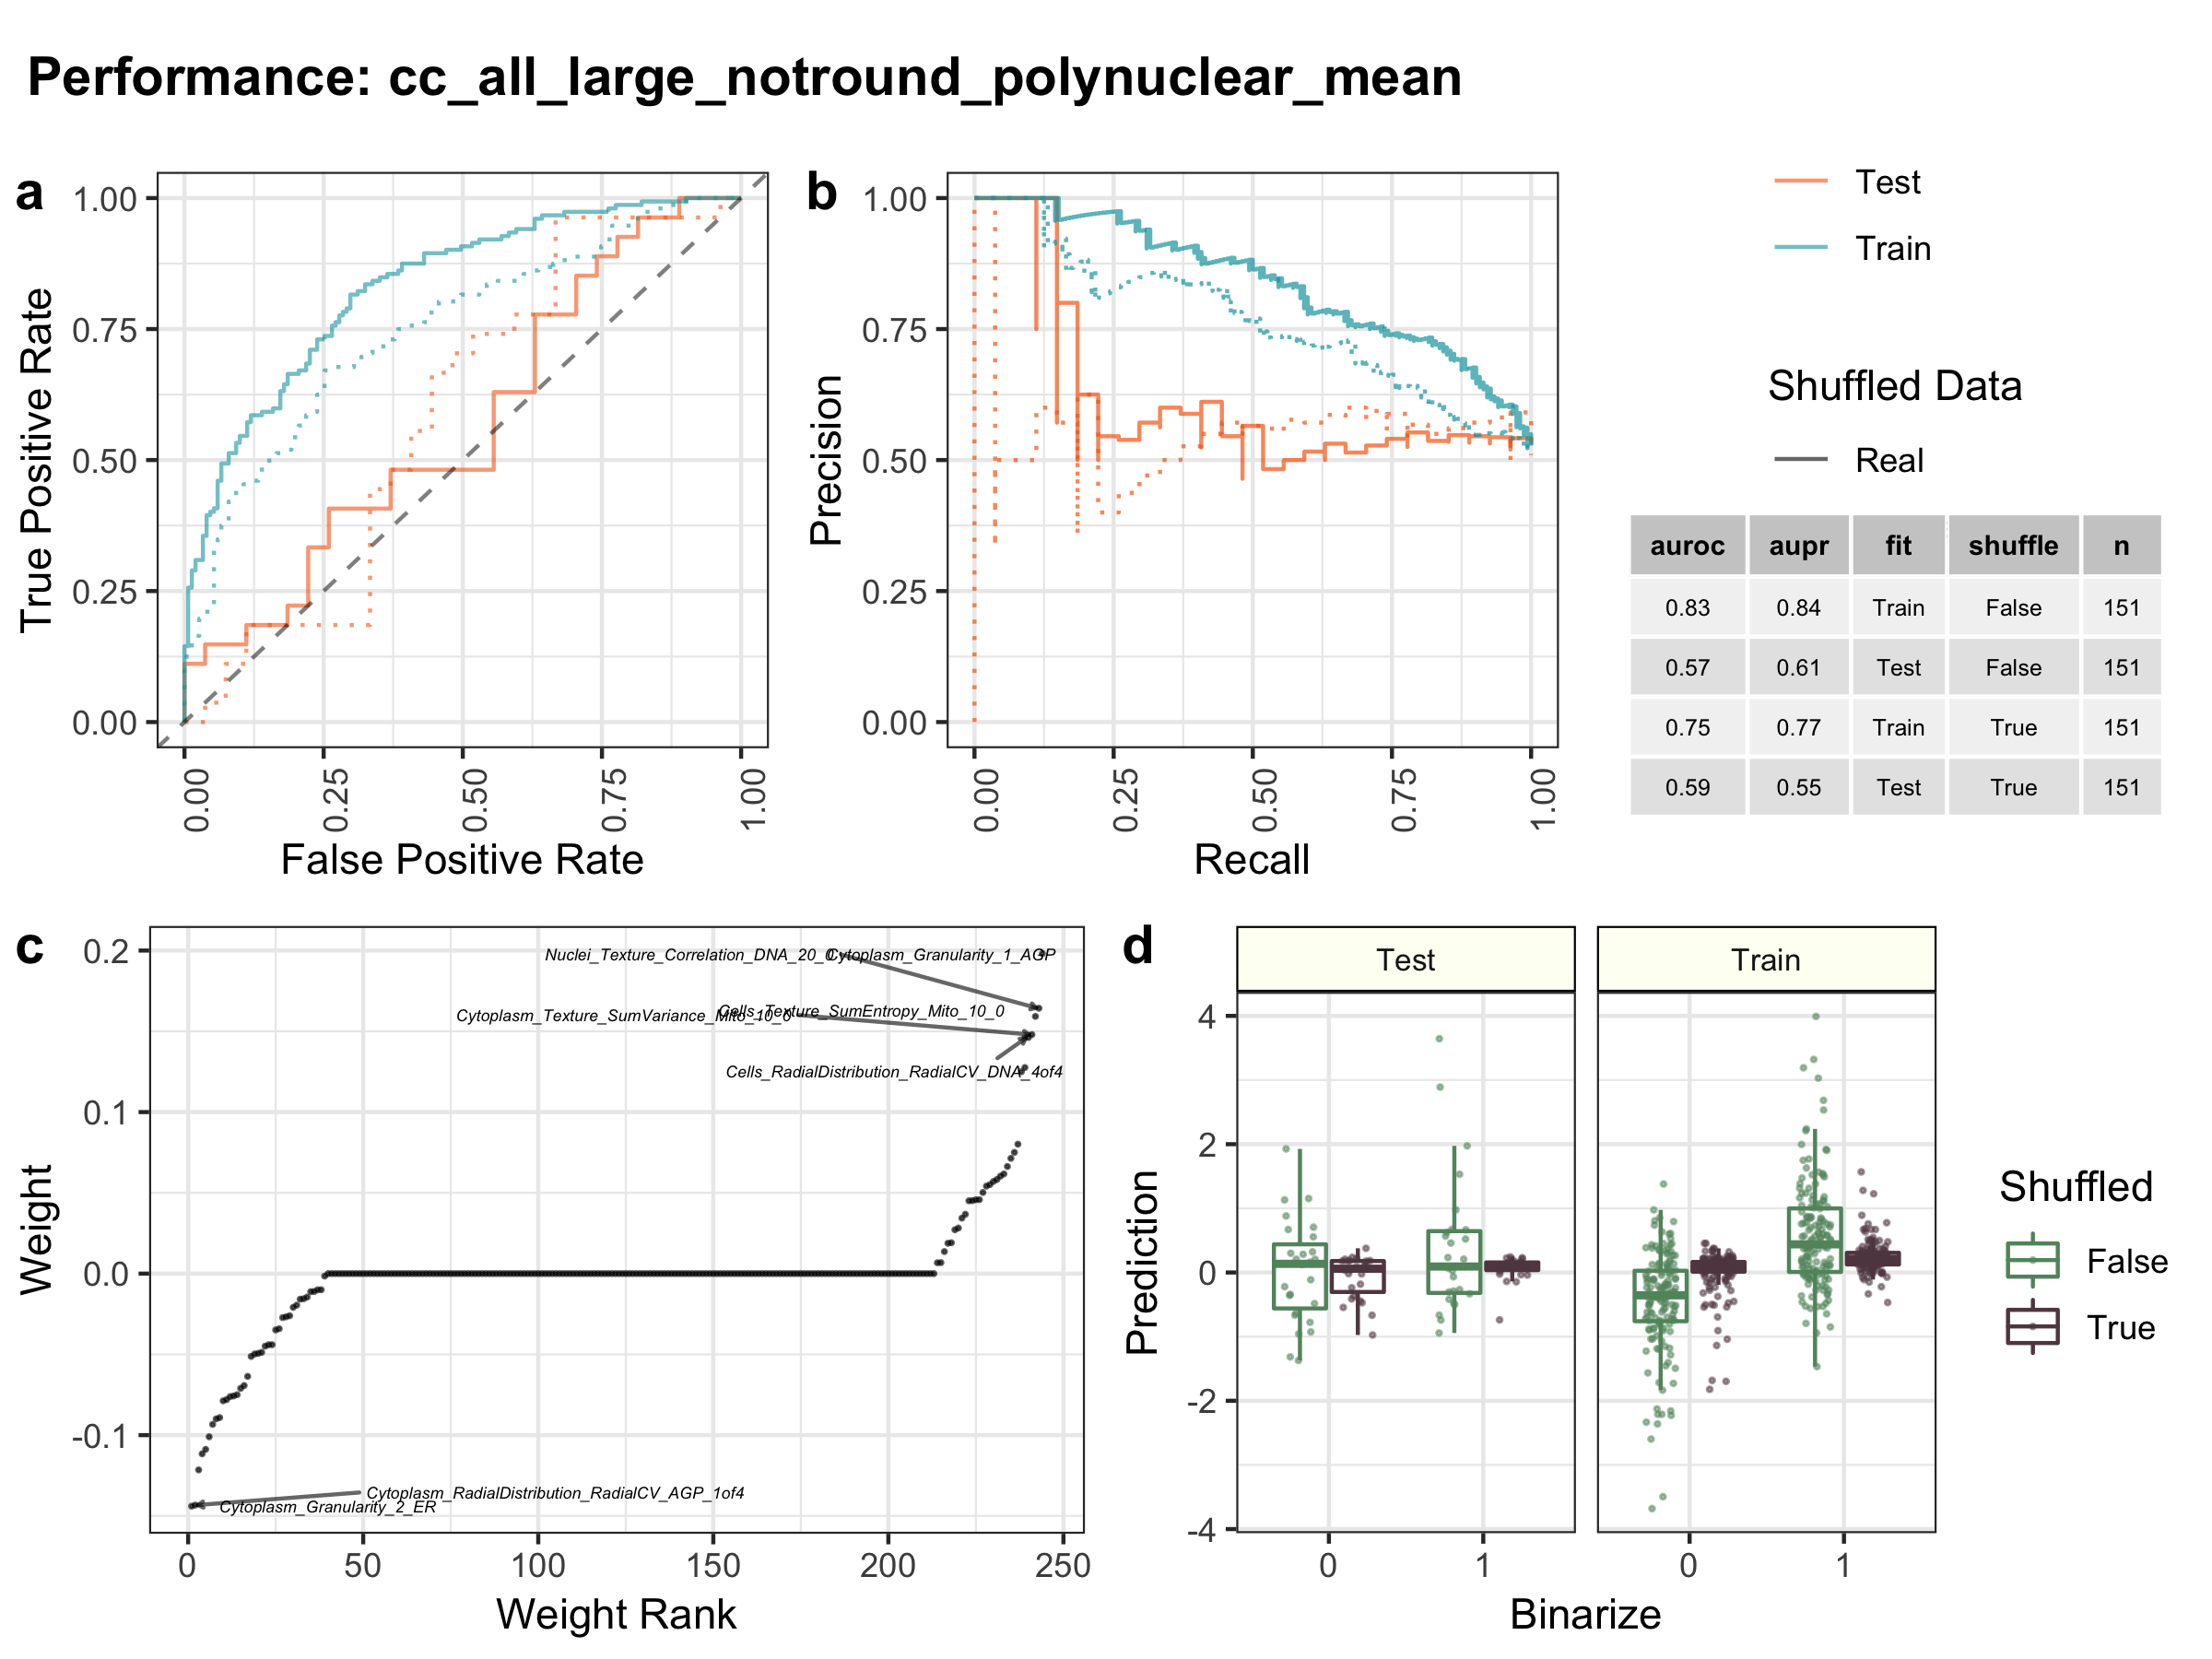 Performance: cc_all_large_notround_polynuclear_mean
a
1.00
0.75
0.50
0.25
0.00
True Positive Rate
0.00
0.25
0.50
0.75
1.00
False Positive Rate
b
1.00
0.75
0.50
0.25
0.00
Precision
0.00
0.25
0.50
0.75
1.00
Recall
Test
Train
Shuffled Data
Real
auroc aupr fit shuffle n
0.83 0.84 Train False 151
0.57 0.61 Test False 151
0.75 0.77 Train True 151
0.59 0.55 Test True 151
c
0.2
0.1
0.0
-0.1
Weight
Nuclei_Texture_Correlation_DNA_20_0
Cytoplasm_Granularity_1_AGP
Cytoplasm_Texture_SumVariance_Mito_10_0
Cells_Texture_SumEntropy_Mito_10_0
Cells_RadialDistribution_RadialCV_DNA_4of4
Cytoplasm_RadialDistribution_RadialCV_AGP_1of4
Cytoplasm_Granularity_2_ER
0 50 100 150 200 250
Weight Rank
d
Test
Train
4
2
0
-2
-4
Prediction
0 1
0 1
Binarize
Shuffled
False
True